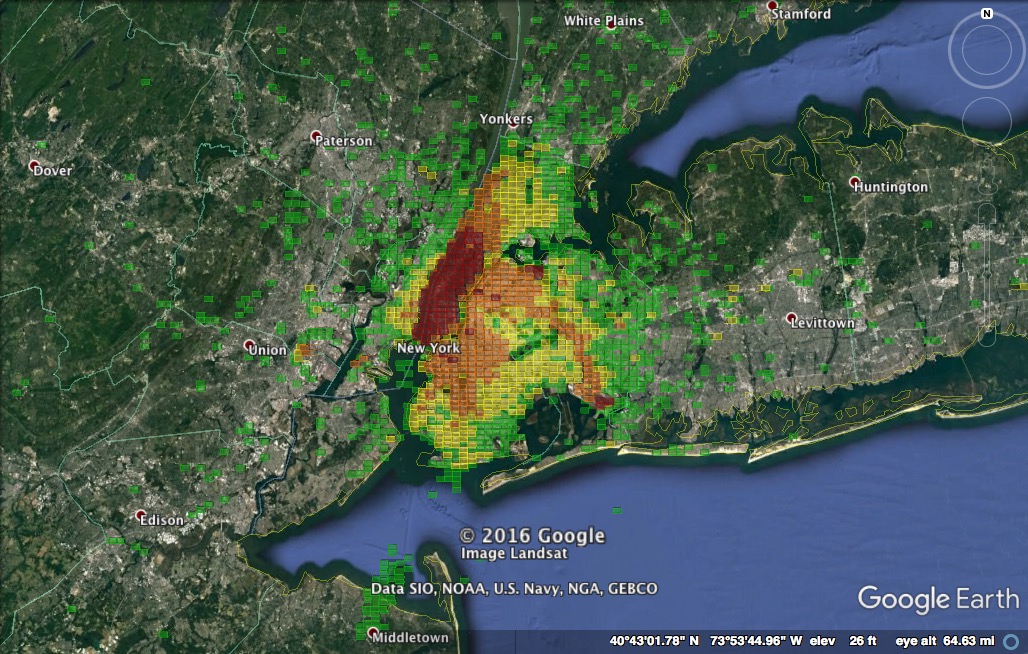 White Plains
Stamford
N
Yonkers
Paterson
Dover
Huntington
Levittown
New York
Union
Edison
© 2016 Google
Image Landsat
Data SIO, NOAA, U.S. Navy, NGA, GEBCO
Google Earth
Middletown
40°43'01.78" N 73°53'44.96" W elev 26 ft eye alt 64.63 mi